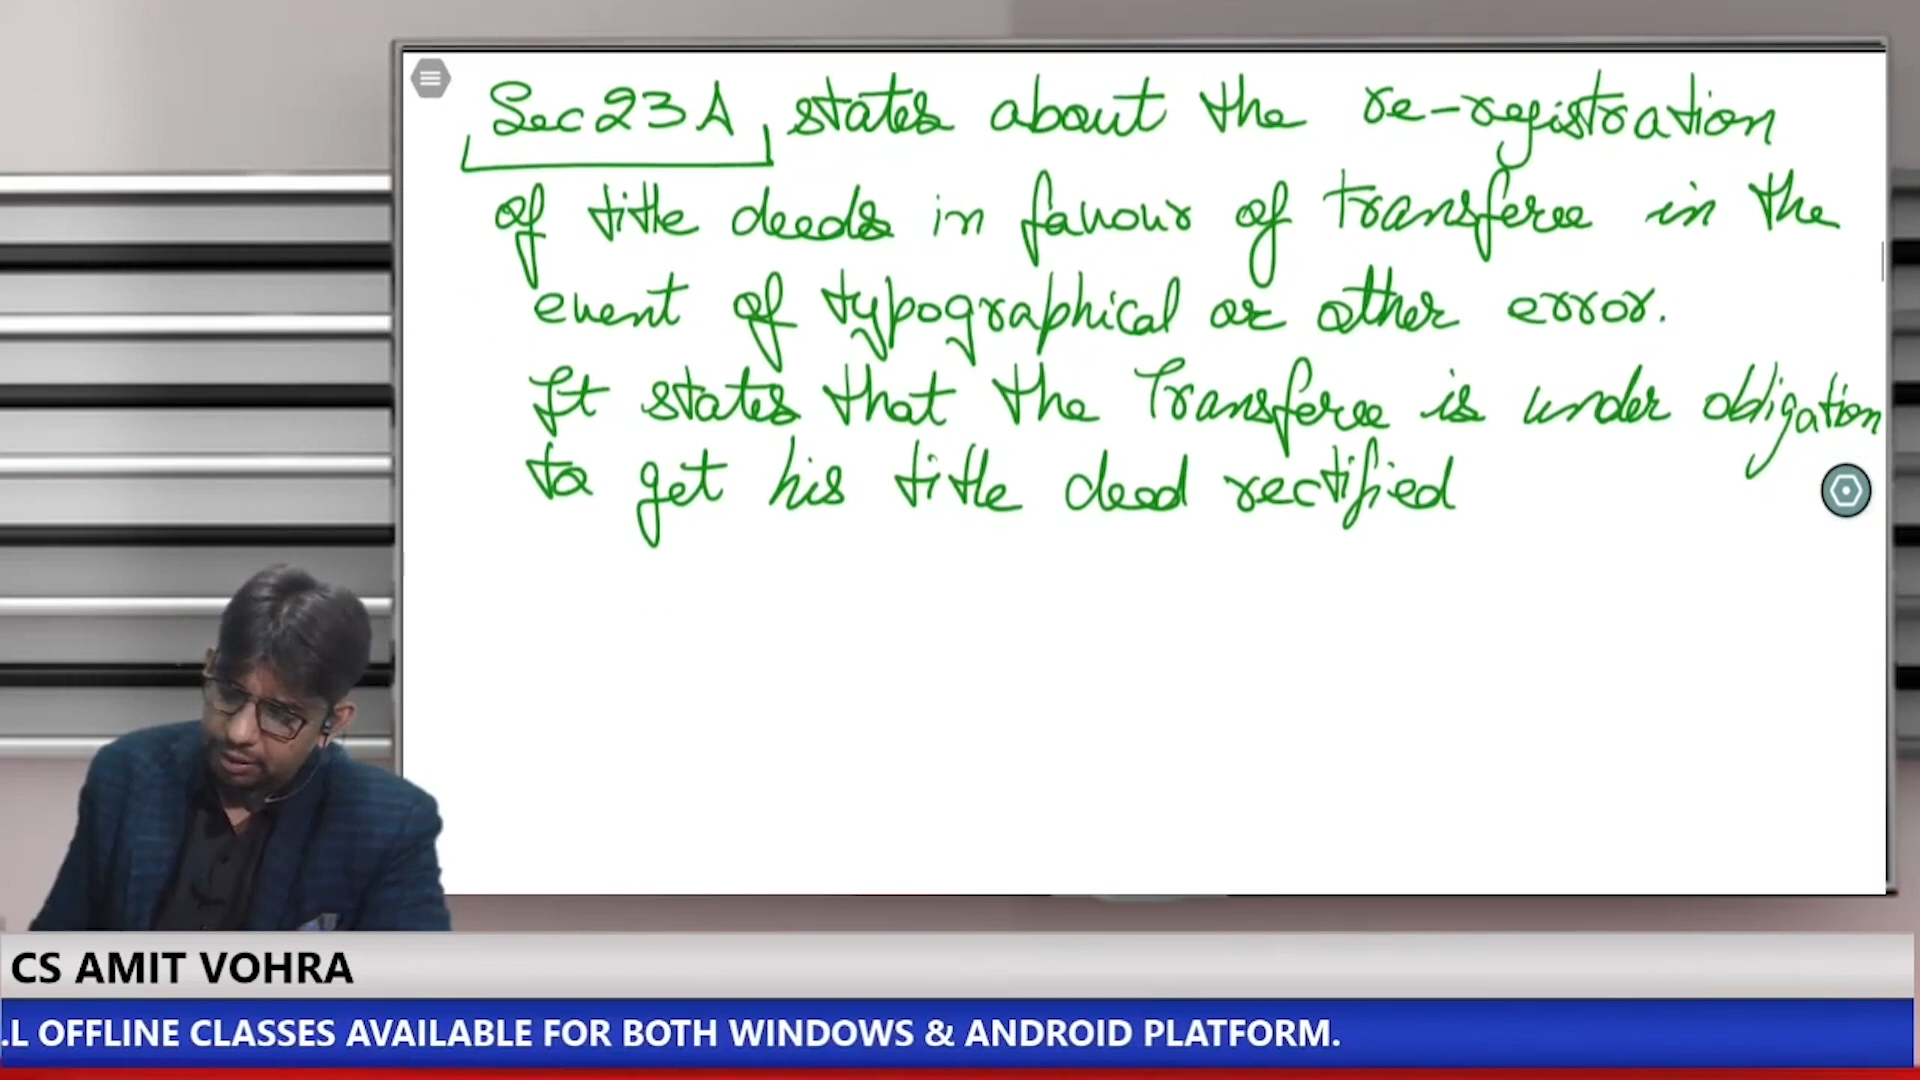 Sec 23A states about the re-registration
of title deeds in favour of transferee in the
event of typographical or other error.
It states that the Transferee is under obligation
to get his title deed rectified
CS AMIT VOHRA
.L OFFLINE CLASSES AVAILABLE FOR BOTH WINDOWS & ANDROID PLATFORM.